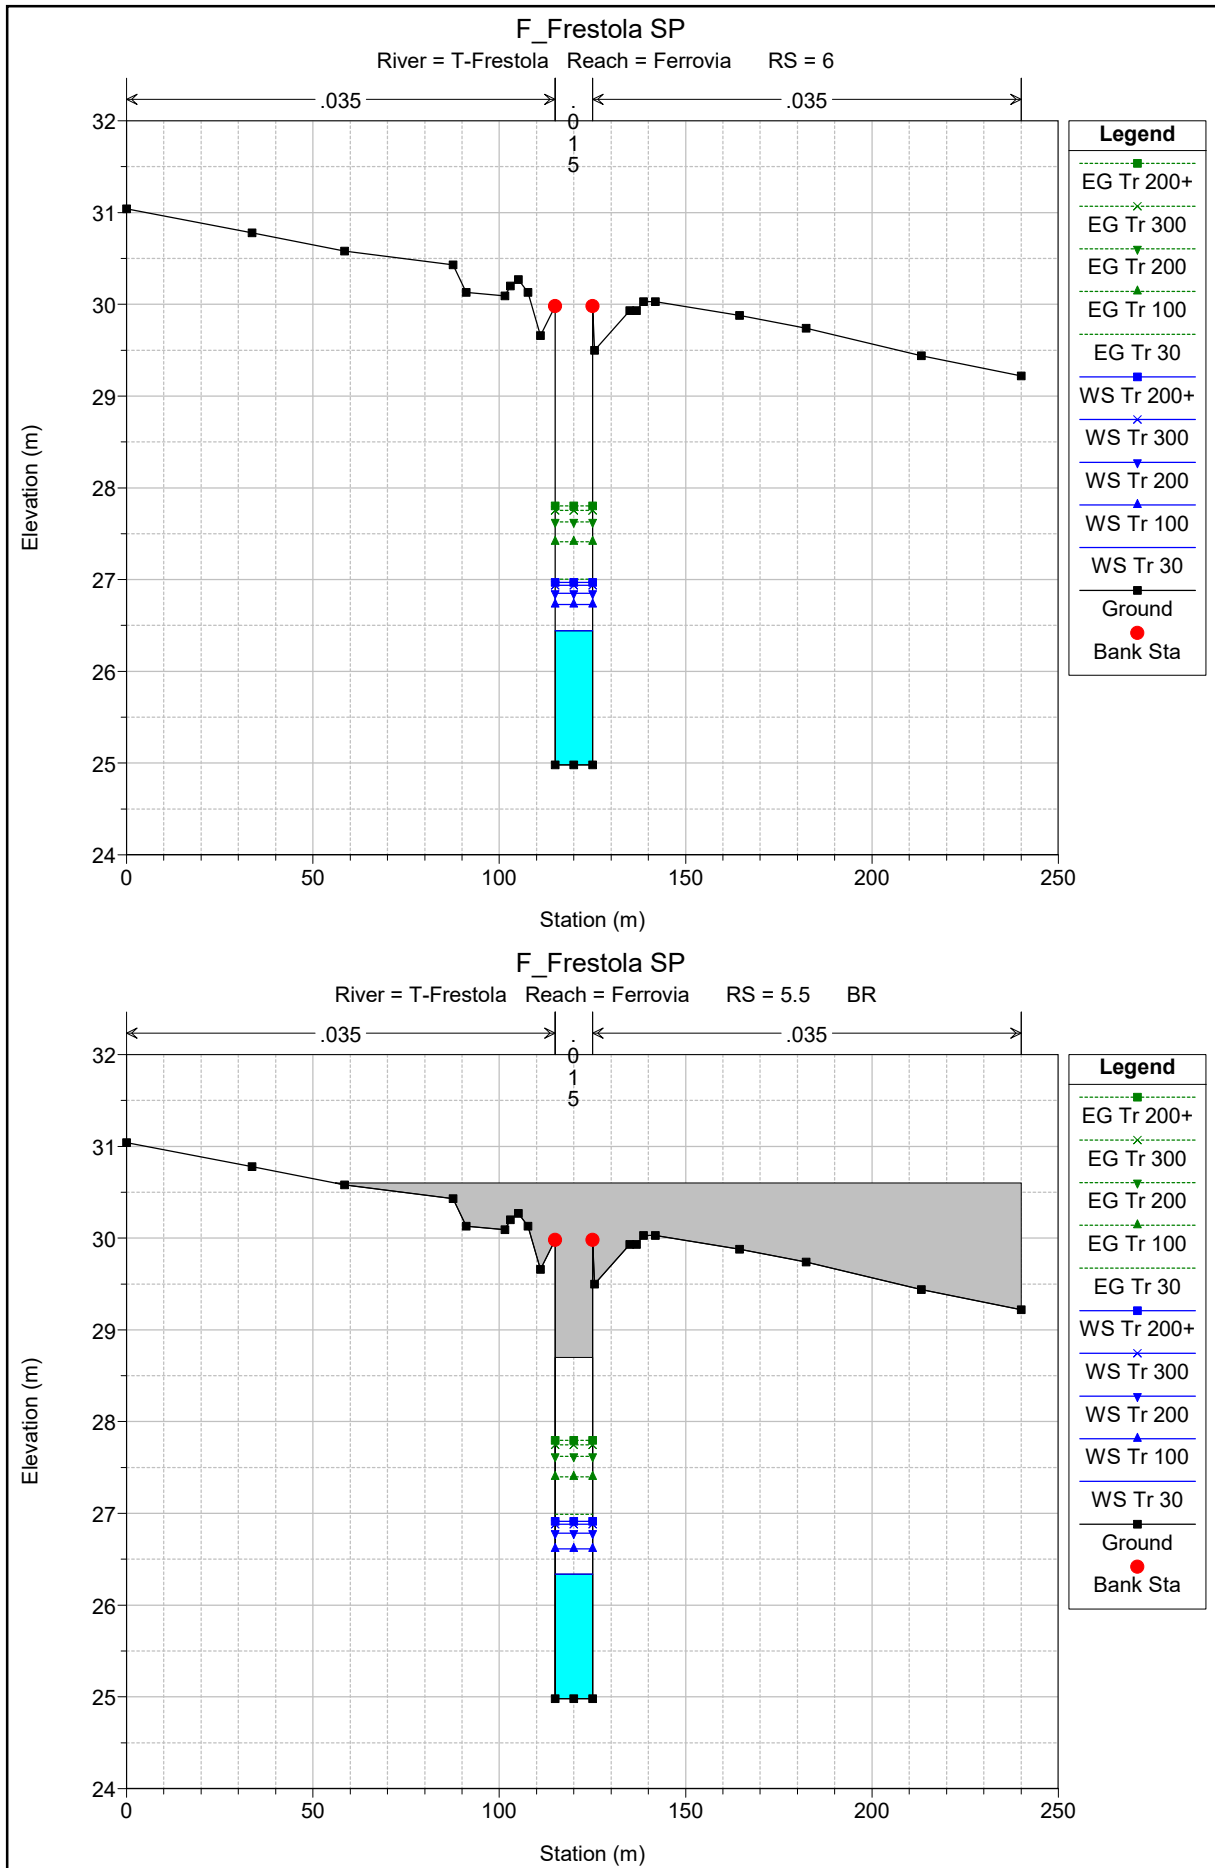 F_Frestola SP
River = T-Frestola Reach = Ferrovia RS = 6
.035
.015
.035
Legend
EG Tr 200+
EG Tr 300
EG Tr 200
EG Tr 100
EG Tr 30
WS Tr 200+
WS Tr 300
WS Tr 200
WS Tr 100
WS Tr 30
Ground
Bank Sta
32
31
30
29
28
27
26
25
24
Elevation (m)
0 50 100 150 200 250
Station (m)
F_Frestola SP
River = T-Frestola Reach = Ferrovia RS = 5.5 BR
.035
.015
.035
Legend
EG Tr 200+
EG Tr 300
EG Tr 200
EG Tr 100
EG Tr 30
WS Tr 200+
WS Tr 300
WS Tr 200
WS Tr 100
WS Tr 30
Ground
Bank Sta
32
31
30
29
28
27
26
25
24
Elevation (m)
0 50 100 150 200 250
Station (m)